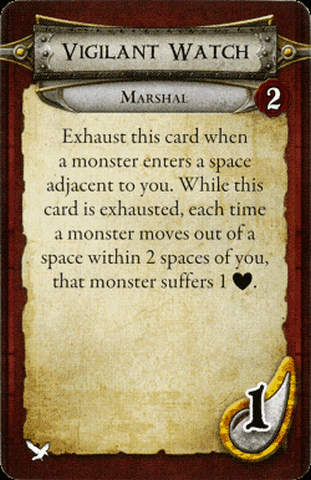 Vigilant Watch
Marshal
2
Exhaust this card when
a monster enters a space
adjacent to you. While this
card is exhausted, each time
a monster moves out of a
space within 2 spaces of you,
that monster suffers 1 ♥.
1